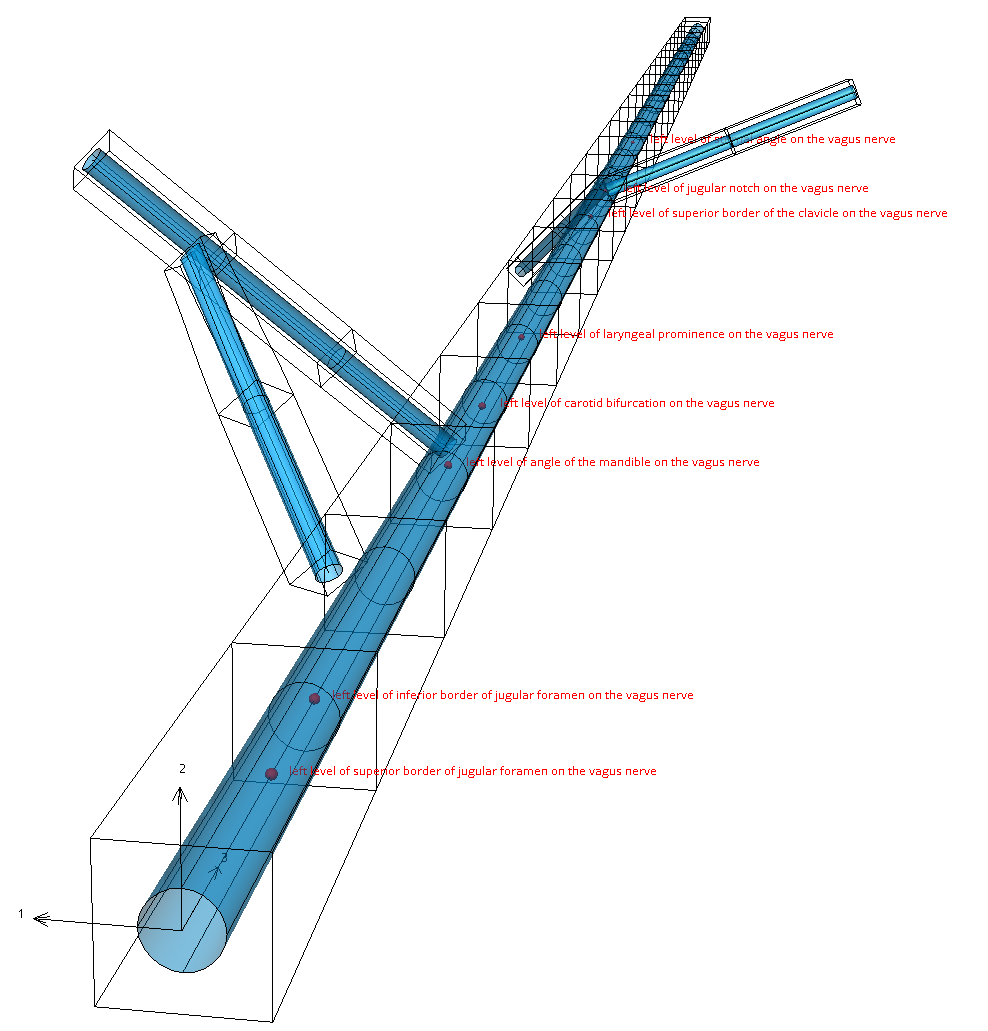 left level of angle on the vagus nerve
left level of jugular notch on the vagus nerve
left level of superior border of the clavicle on the vagus nerve
left level of laryngeal prominence on the vagus nerve
left level of carotid bifurcation on the vagus nerve
left level of angle of the mandible on the vagus nerve
left level of inferior border of jugular foramen on the vagus nerve
left level of superior border of jugular foramen on the vagus nerve
2
3
1